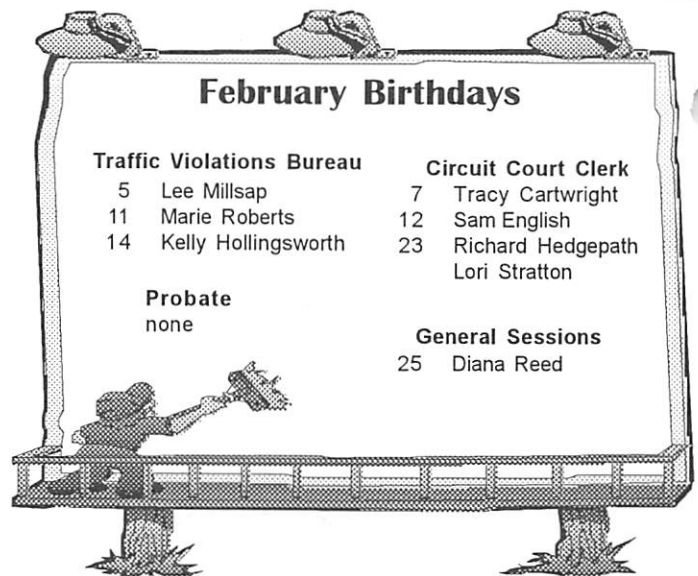 February Birthdays
Traffic Violations Bureau
5 Lee Millsap
11 Marie Roberts
14 Kelly Hollingsworth
Probate
none
Circuit Court Clerk
7 Tracy Cartwright
12 Sam English
23 Richard Hedgepath
Lori Stratton
General Sessions
25 Diana Reed